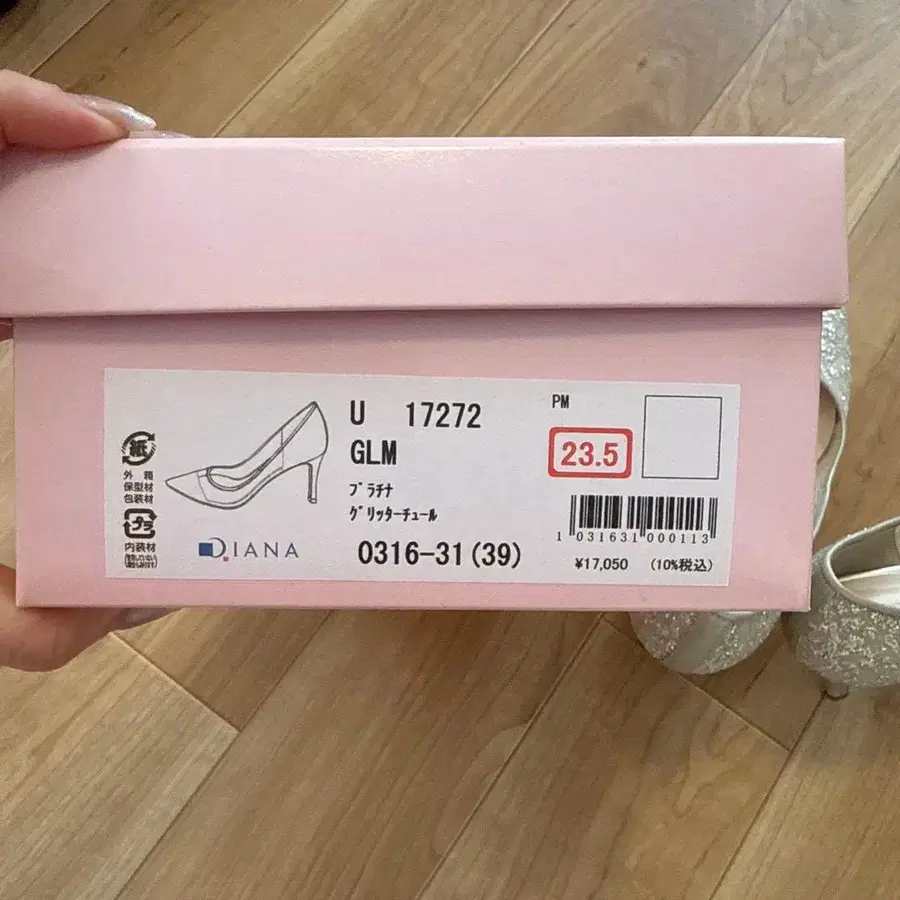 紙
外 箱
保型材
包装材
プラ
内装材
DIANA
U 17272
GLM
プラチナ
グリッターチュール
0316-31(39)
PM
23.5
1 031631 000113
¥17,050 (10%税込)